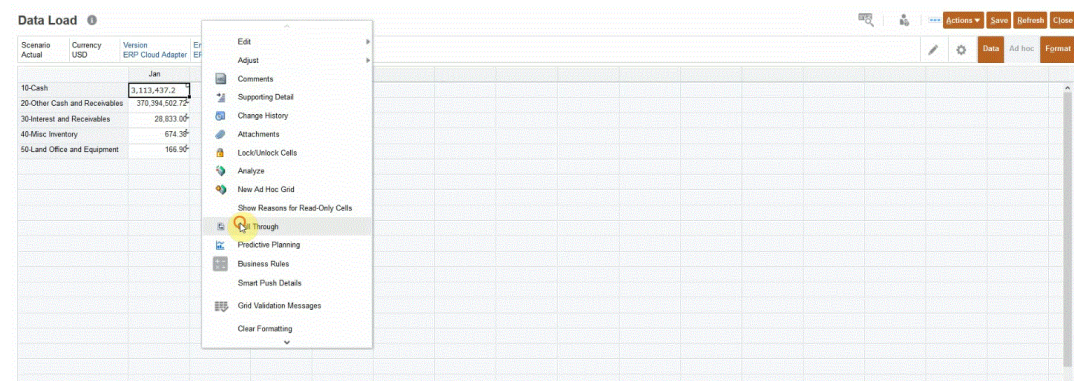 Data Load
Actions Save Refresh Close
Scenario Currency Version
Actual USD ERP Cloud Adapter
Data Ad hoc Format
Jan
10-Cash 3,113,437.2
20-Other Cash and Receivables 370,394,502.72
30-Interest and Receivables 28,833.00
40-Misc Inventory 674.38
50-Land Office and Equipment 166.90
Edit
Adjust
Comments
Supporting Detail
Change History
Attachments
Lock/Unlock Cells
Analyze
New Ad Hoc Grid
Show Reasons for Read-Only Cells
Through
Predictive Planning
Business Rules
Smart Push Details
Grid Validation Messages
Clear Formatting